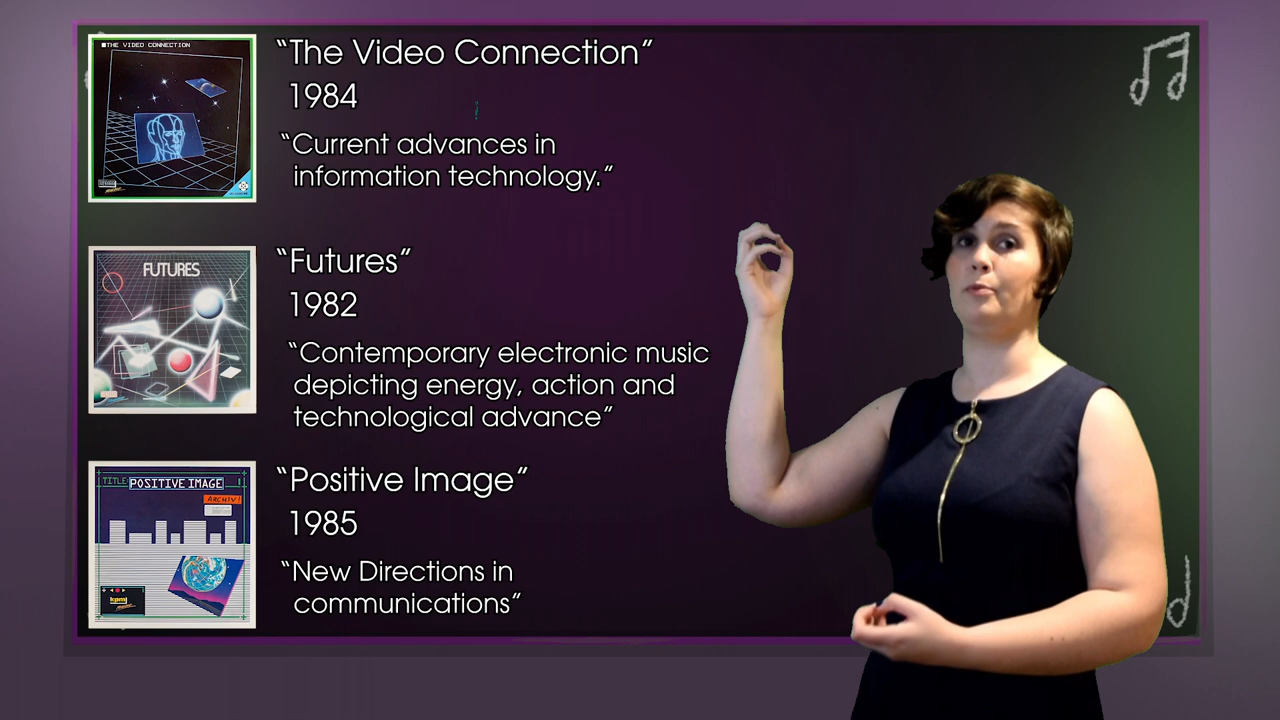 THE VIDEO CONNECTION
“The Video Connection”
1984
“Current advances in
information technology.”
FUTURES
“Futures”
1982
“Contemporary electronic music
depicting energy, action and
technological advance”
TITLE: POSITIVE IMAGE
ARCHIV!
kpmj
“Positive Image”
1985
“New Directions in
communications”